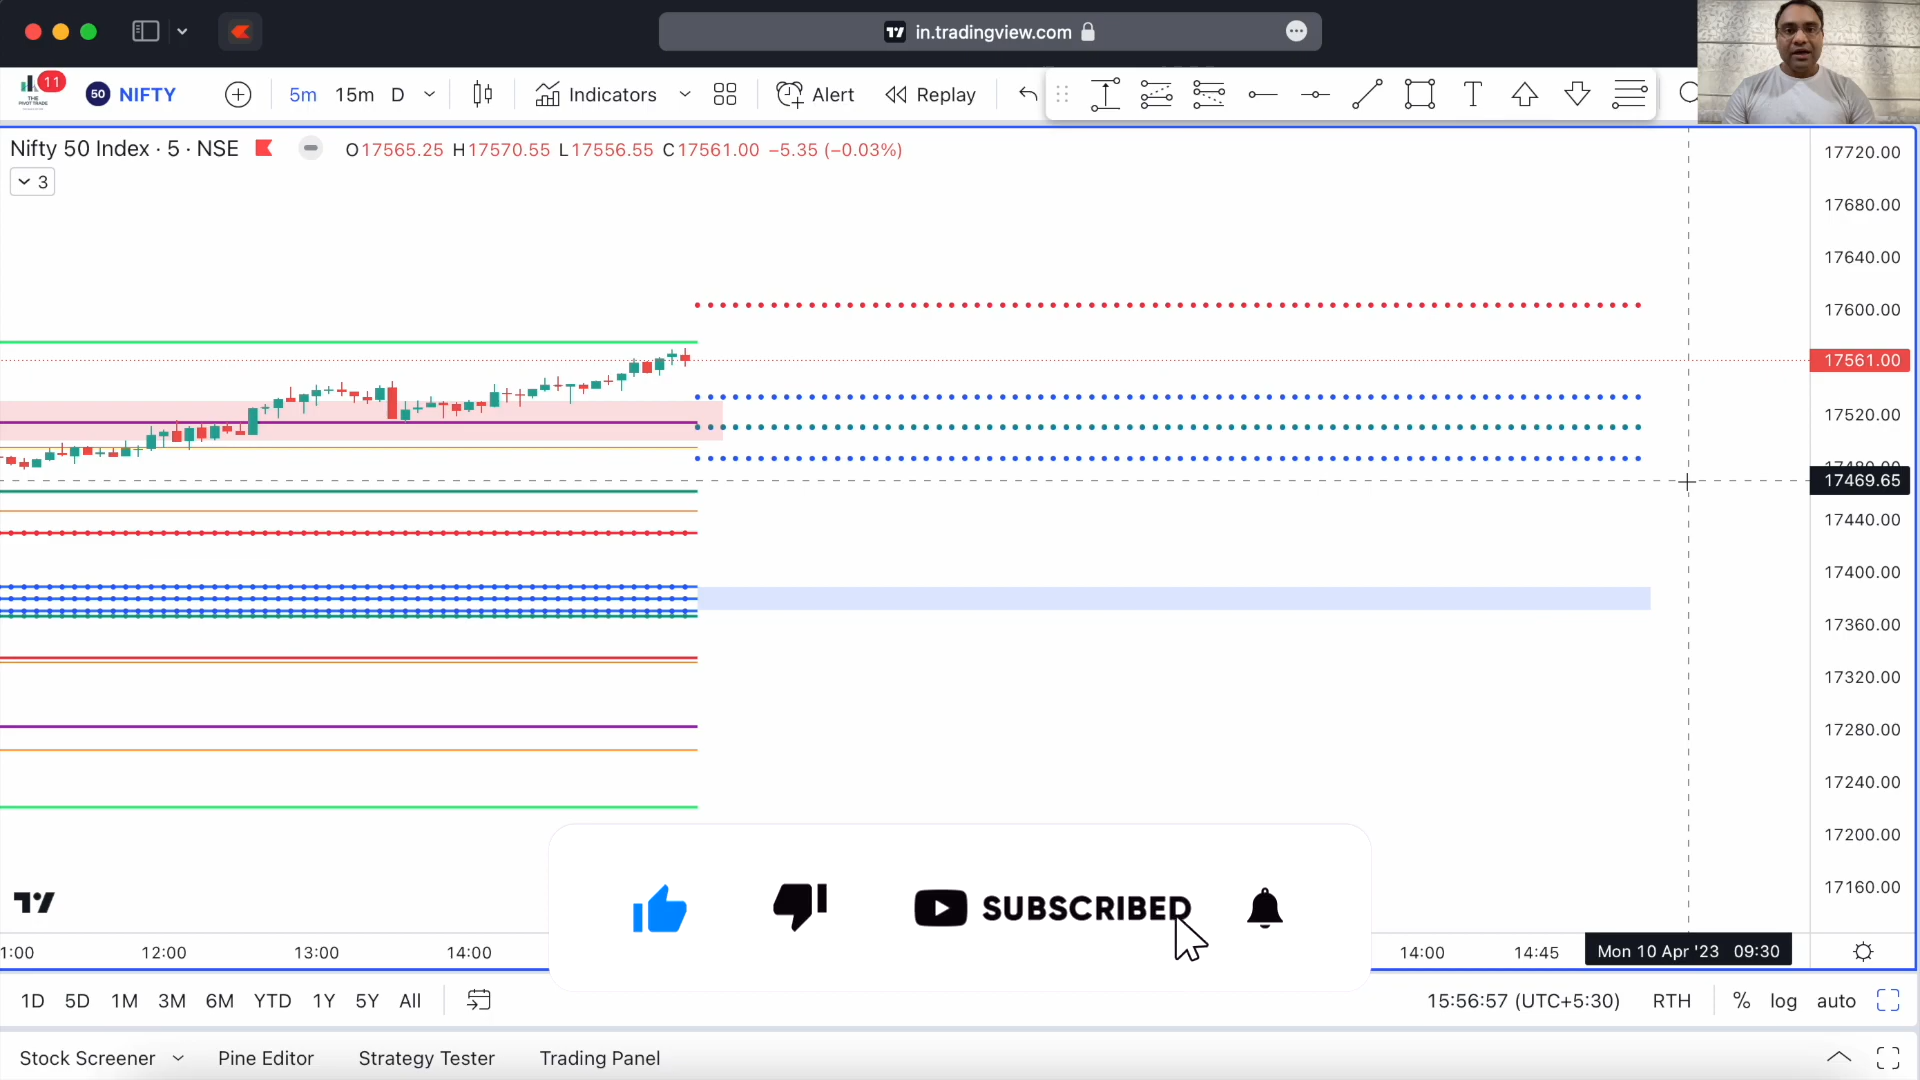 in.tradingview.com
11
THE
PIVOT TRADE
50 NIFTY
5m 15m D Indicators Alert Replay
Nifty 50 Index · 5 · NSE O17565.25 H17570.55 L17556.55 C17561.00 −5.35 (−0.03%)
3
17720.00
17680.00
17640.00
17600.00
17561.00
17520.00
17480.00
17469.65
17440.00
17400.00
17360.00
17320.00
17280.00
17240.00
17200.00
17160.00
SUBSCRIBED
1:00 12:00 13:00 14:00 14:00 14:45 Mon 10 Apr '23 09:30
1D 5D 1M 3M 6M YTD 1Y 5Y All 15:56:57 (UTC+5:30) RTH % log auto
Stock Screener Pine Editor Strategy Tester Trading Panel